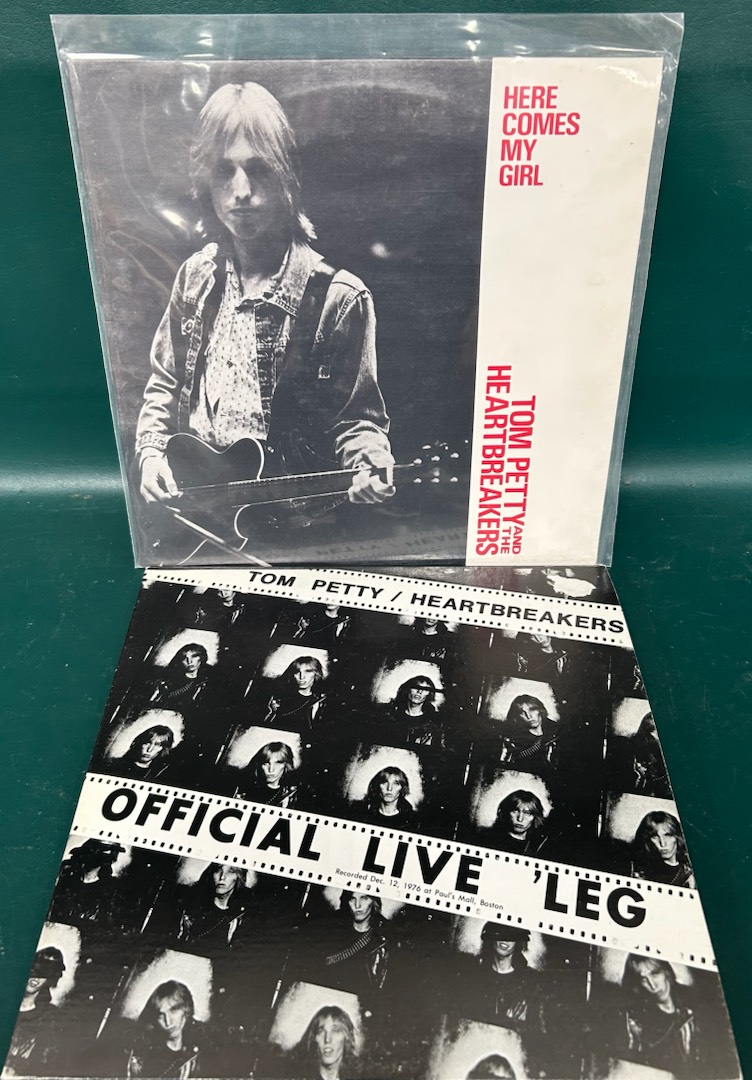 HERE
COMES
MY
GIRL
TOM PETTY AND THE
HEARTBREAKERS
TOM PETTY / HEARTBREAKERS
OFFICIAL LIVE 'LEG
Recorded Dec. 12, 1976 at Paul's Mall, Boston